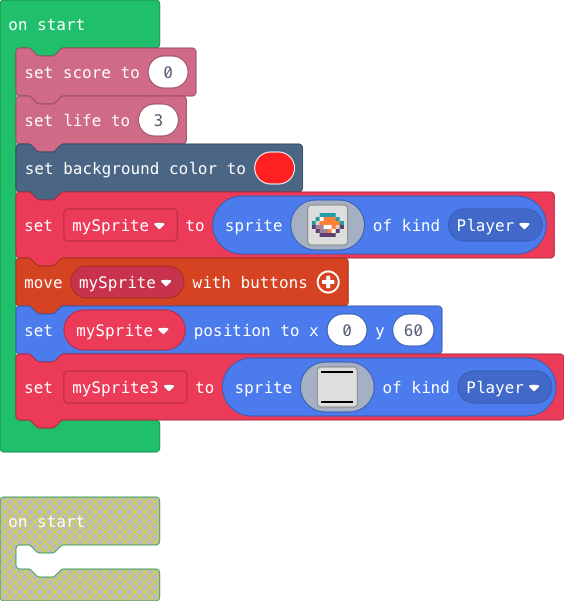 on start
set score to 0
set life to 3
set background color to
set mySprite to sprite of kind Player
move mySprite with buttons
set mySprite position to x 0 y 60
set mySprite3 to sprite of kind Player
on start